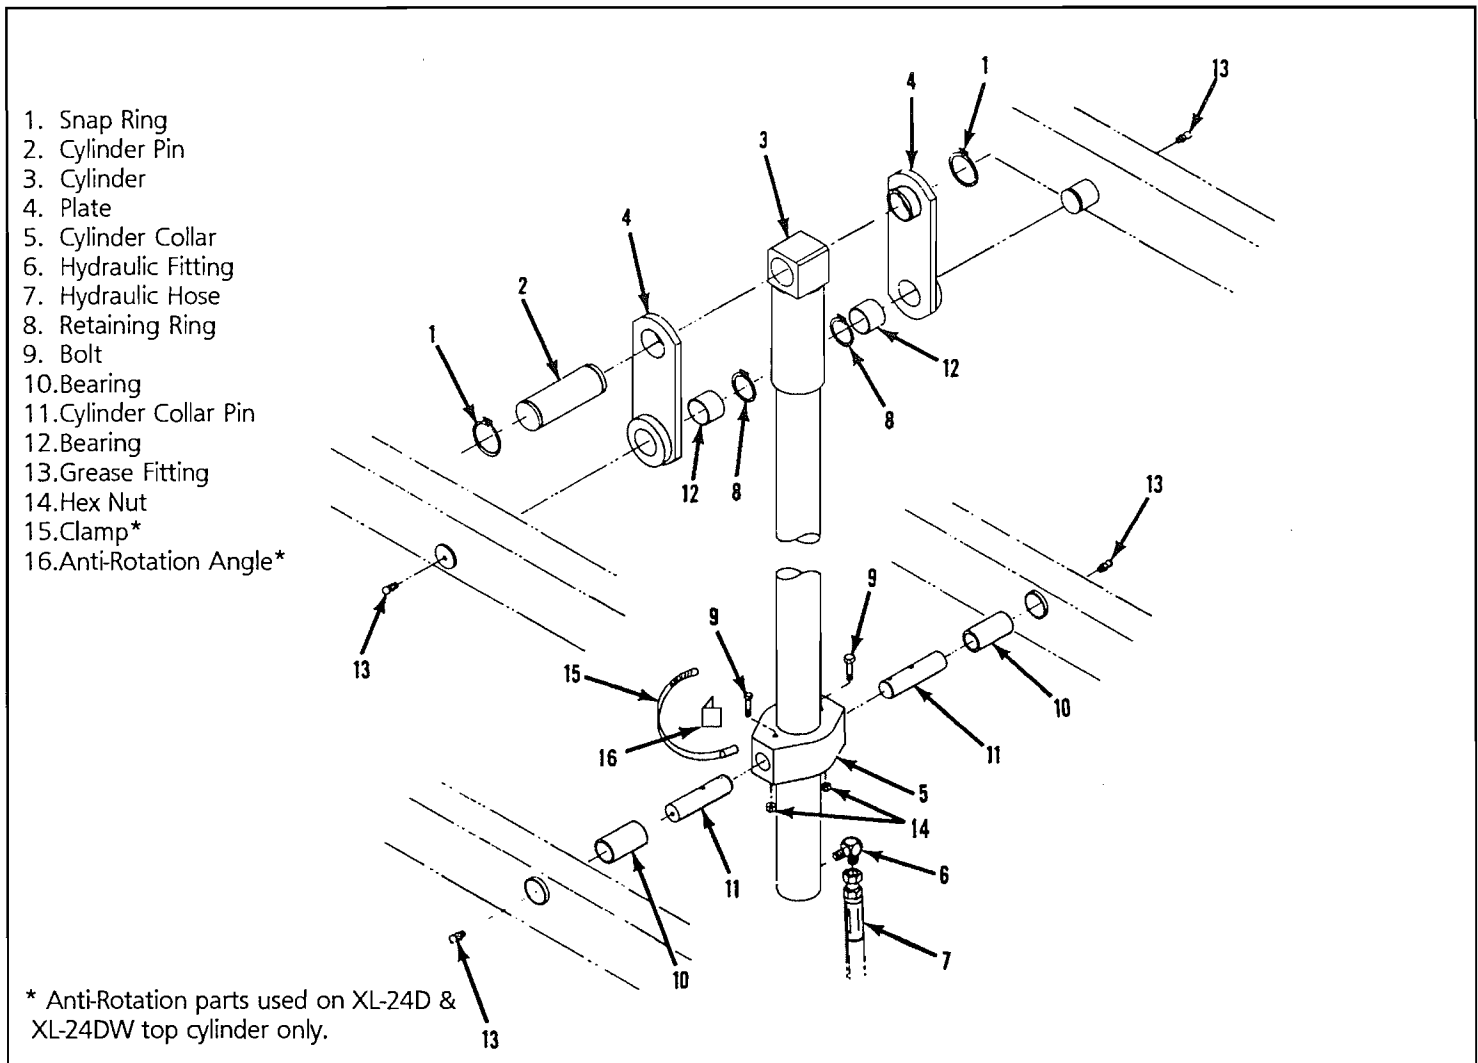 1. Snap Ring
2. Cylinder Pin
3. Cylinder
4. Plate
5. Cylinder Collar
6. Hydraulic Fitting
7. Hydraulic Hose
8. Retaining Ring
9. Bolt
10.Bearing
11.Cylinder Collar Pin
12.Bearing
13.Grease Fitting
14.Hex Nut
15.Clamp*
16.Anti-Rotation Angle*
1
13
4
3
4
2
1
12
8
12
8
13
13
9
9
15
10
16
11
5
14
11
6
7
10
13
* Anti-Rotation parts used on XL-24D &
XL-24DW top cylinder only.